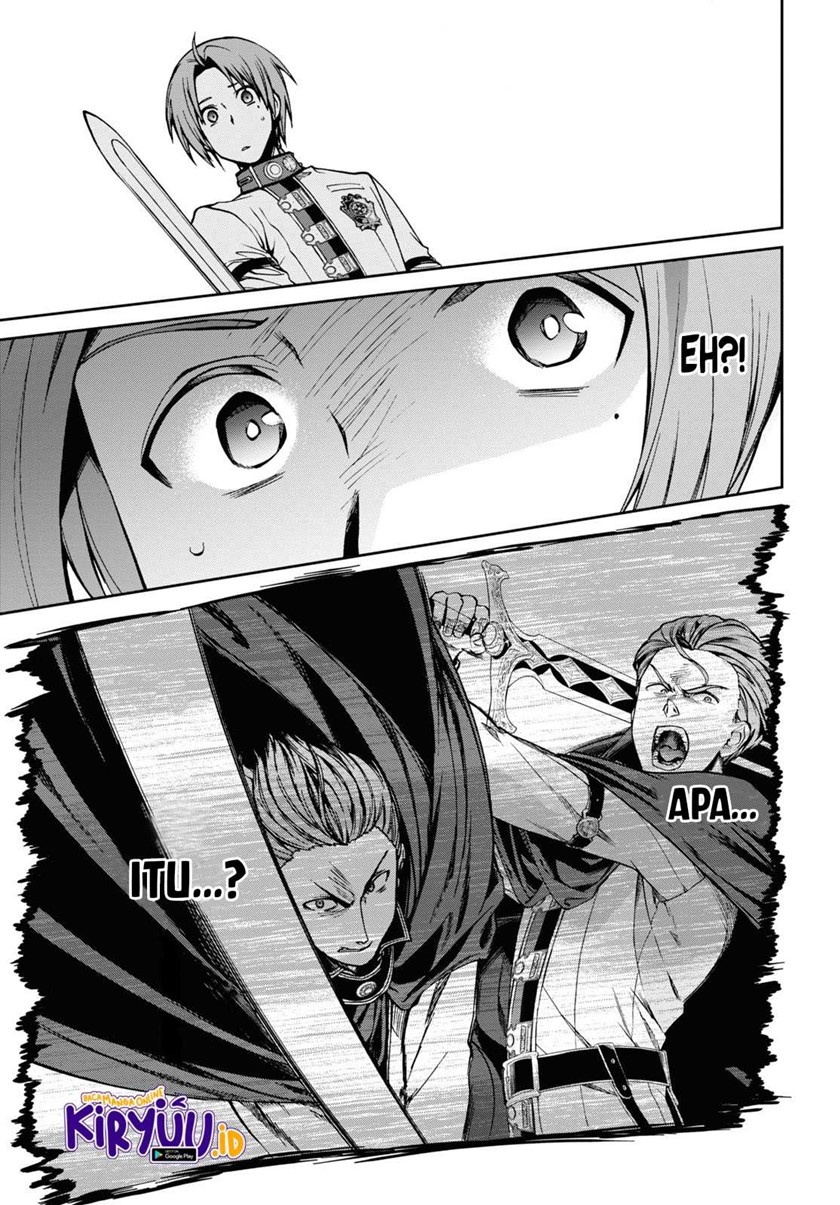 EH?!
APA...
ITU...?
BACA MANGA ONLINE
KIRYUU.ID
GET IT ON
Google Play